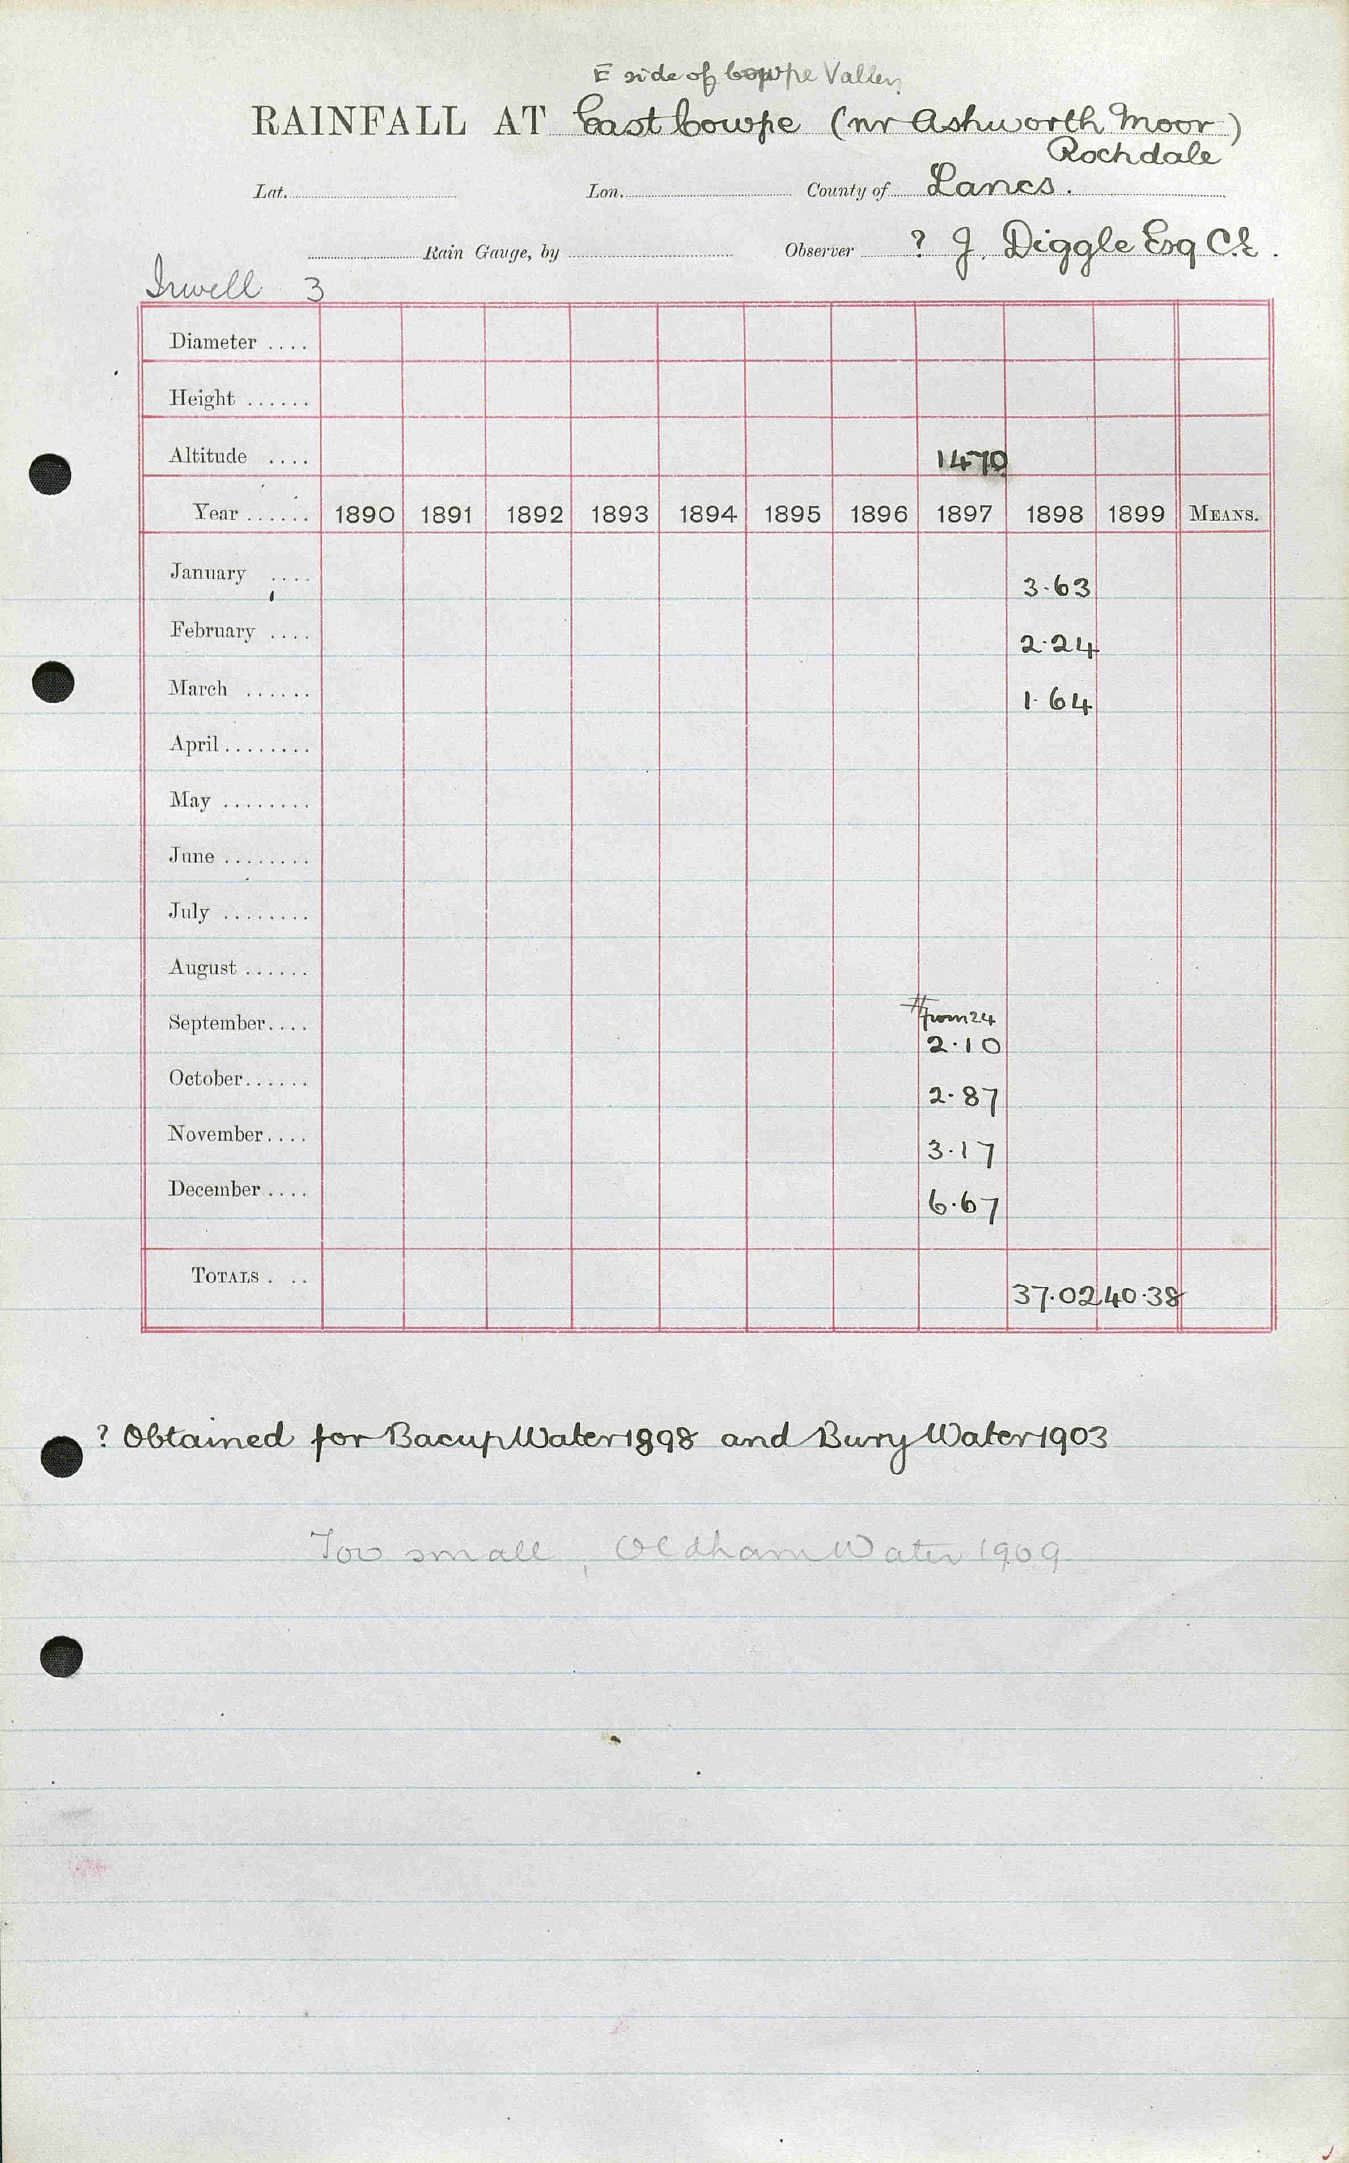 E side of Cowpe Valley
RAINFALL AT East Cowpe (nr Ashworth Moor)
Rochdale
Lat. Lon. County of Lancs.
Rain Gauge, by Observer ? J. Diggle Esq C.E.
Irwell 3
Diameter ....
Height ......
Altitude .... 1470
Year ...... 1890 1891 1892 1893 1894 1895 1896 1897 1898 1899 MEANS.
January .... 3.63
February .... 2.24
March ...... 1.64
April ........
May ........
June ........
July ........
August ......
# from 24
September.... 2.10
October...... 2.87
November.... 3.17
December .... 6.67
TOTALS . .. 37.02 40.38
? Obtained for Bacup Water 1898 and Bury Water 1903
Too small, Oldham Water 1909